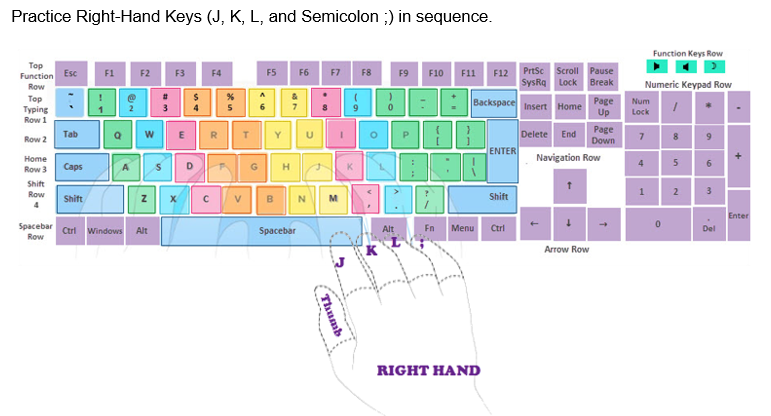 Practice Right-Hand Keys (J, K, L, and Semicolon ;) in sequence.
Function Keys Row
Top Function Row
Esc F1 F2 F3 F4 F5 F6 F7 F8 F9 F10 F11 F12 PrtSc SysRq Scroll Lock Pause Break
Numeric Keypad Row
Top Typing Row 1
~ ` ! 1 @ 2 # 3 $ 4 % 5 ^ 6 & 7 * 8 ( 9 ) 0 - + = Backspace Insert Home Page Up Num Lock / * -
Row 2
Tab Q W E R T Y U I O P { [ } ] ENTER Delete End Page Down 7 8 9 +
Home Row 3
Caps A S D F G H J K L : ; | \ Navigation Row 4 5 6
Shift Row 4
Shift Z X C V B N M < , > . ? / Shift ↑ 1 2 3 Enter
Spacebar Row
Ctrl Windows Alt Spacebar Alt Fn Menu Ctrl ← ↓ → 0 . Del
Arrow Row
J K L ;
Thumb
RIGHT HAND